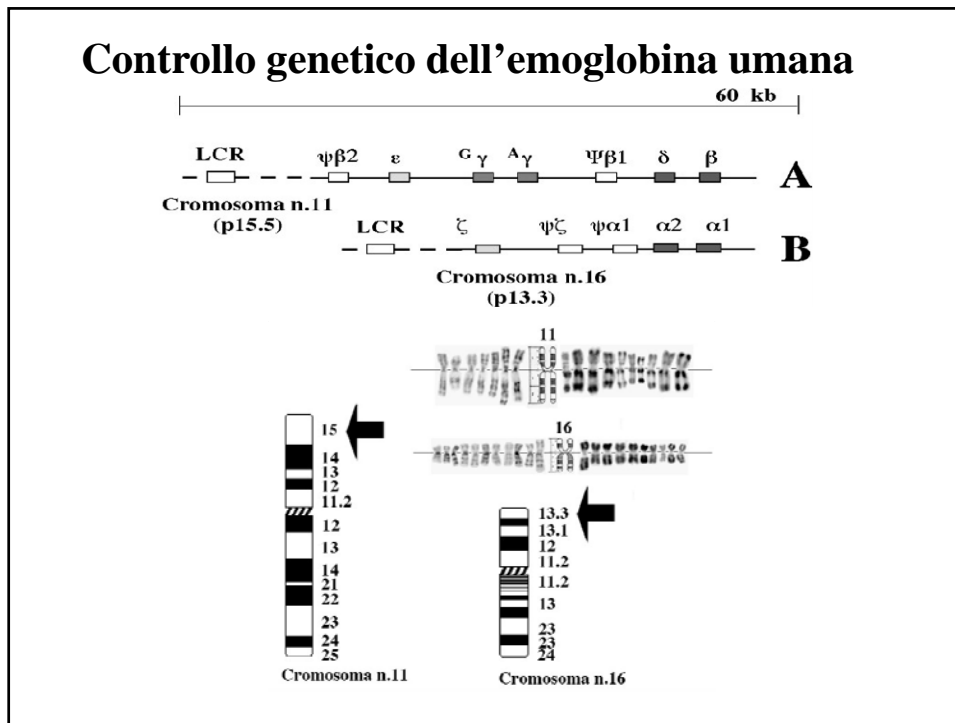 Controllo genetico dell'emoglobina umana
60 kb
LCR ψβ2 ε G γ A γ Ψβ1 δ β
A
Cromosoma n.11
(p15.5)
LCR ζ ψζ ψα1 α2 α1
B
Cromosoma n.16
(p13.3)
11
16
15
14
13
12
11.2
12
13
14
21
22
23
24
25
Cromosoma n.11
13.3
13.1
12
11.2
11.2
13
23
23
24
Cromosoma n.16